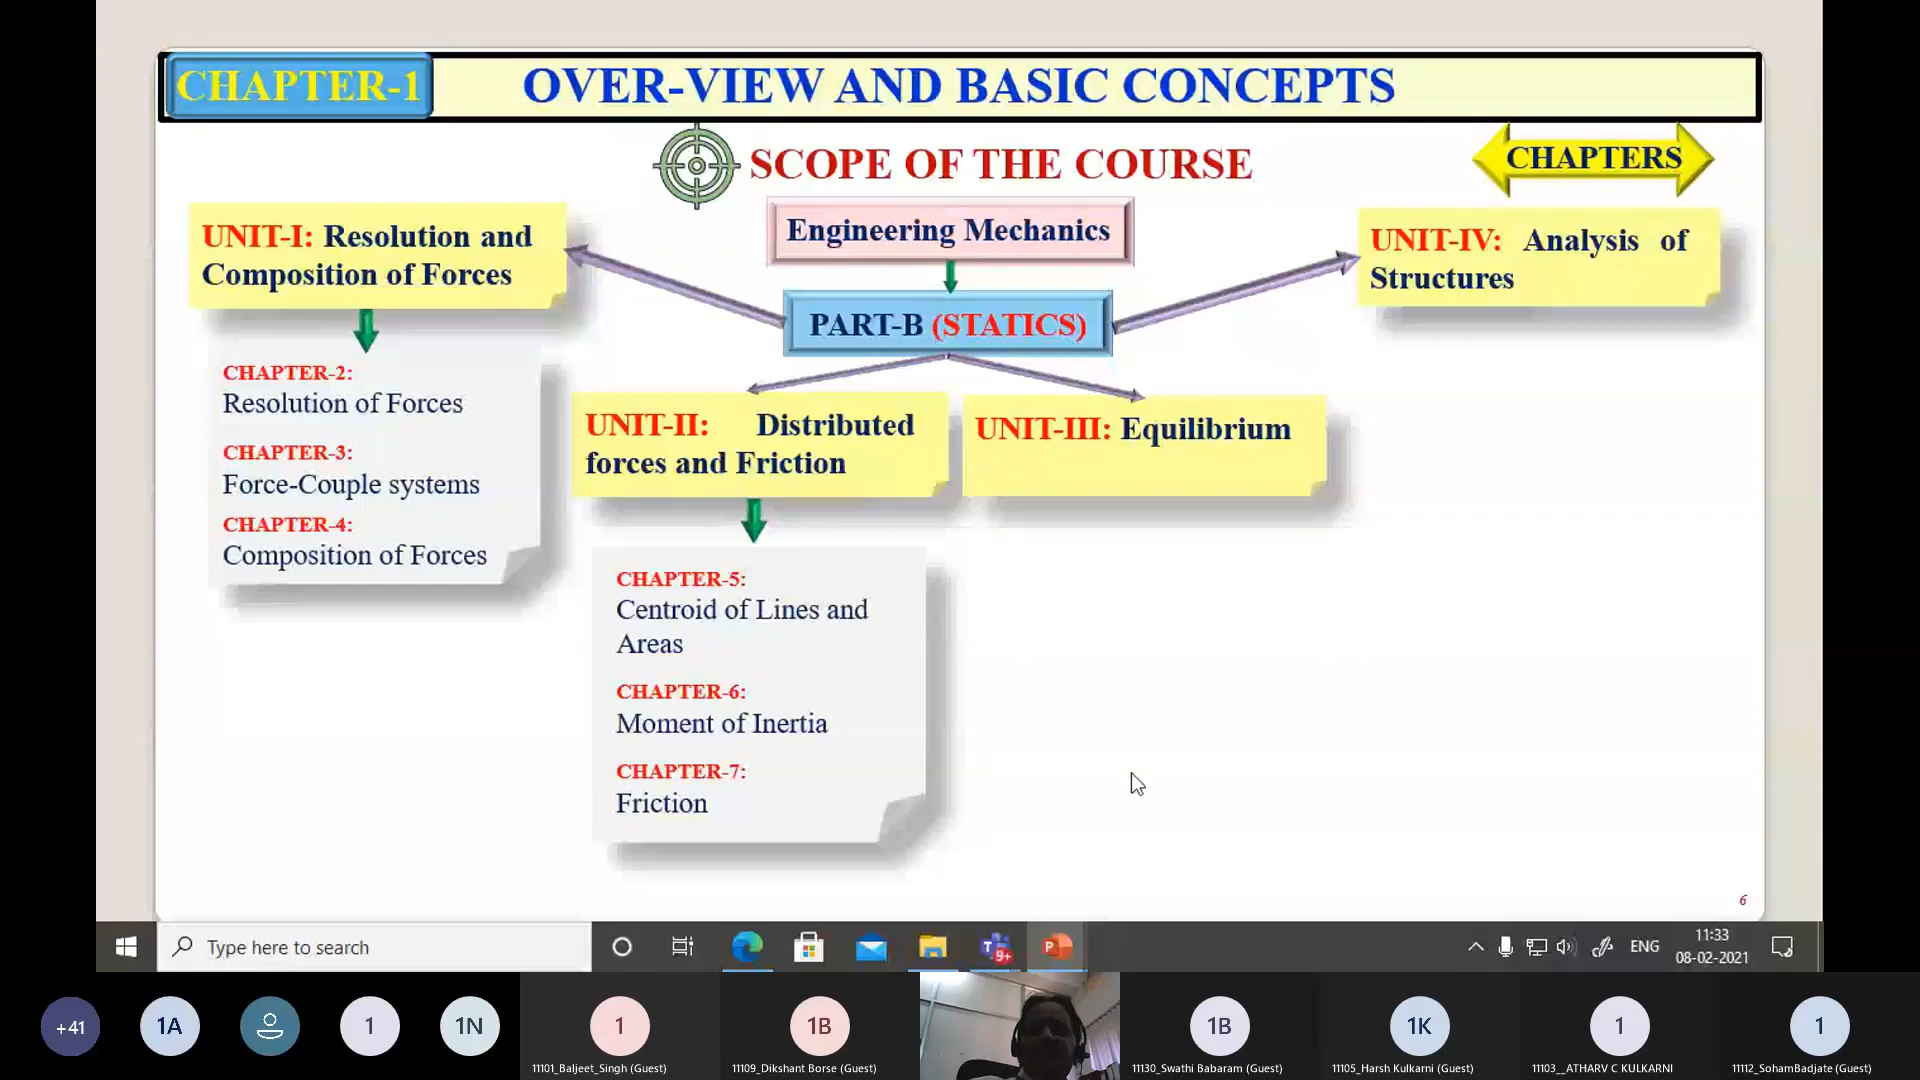 CHAPTER-1
OVER-VIEW AND BASIC CONCEPTS
SCOPE OF THE COURSE
CHAPTERS
Engineering Mechanics
PART-B (STATICS)
UNIT-I: Resolution and
Composition of Forces
CHAPTER-2:
Resolution of Forces
CHAPTER-3:
Force-Couple systems
CHAPTER-4:
Composition of Forces
UNIT-II: Distributed
forces and Friction
CHAPTER-5:
Centroid of Lines and
Areas
CHAPTER-6:
Moment of Inertia
CHAPTER-7:
Friction
UNIT-III: Equilibrium
UNIT-IV: Analysis of
Structures
6
Type here to search
T
9+
P
ENG
11:33
08-02-2021
+41
1A
1
1N
1
11101_Baljeet_Singh (Guest)
1B
11109_Dikshant Borse (Guest)
1B
11130_Swathi Babaram (Guest)
1K
11105_Harsh Kulkarni (Guest)
1
11103__ATHARV C KULKARNI
1
11112_SohamBadjate (Guest)